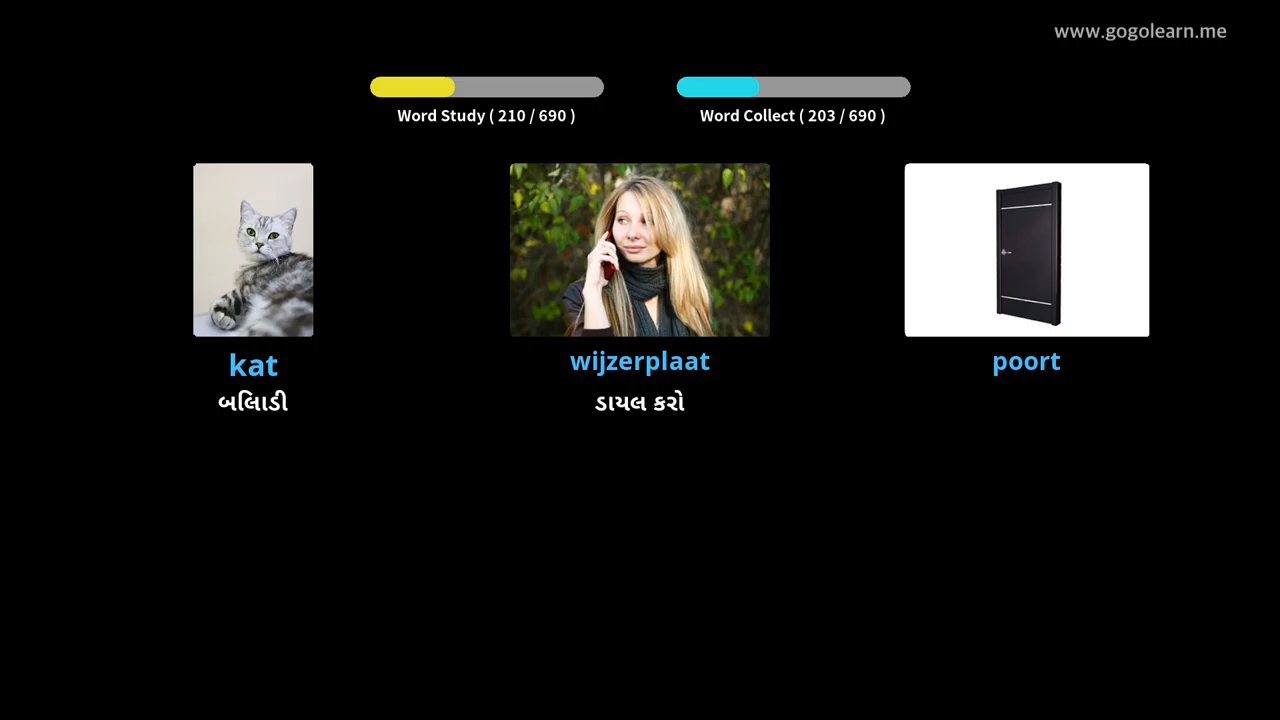 www.gogolearn.me
Word Study ( 210 / 690 )
Word Collect ( 203 / 690 )
kat
wijzerplaat
poort
બિલાડી
ડાયલ કરો